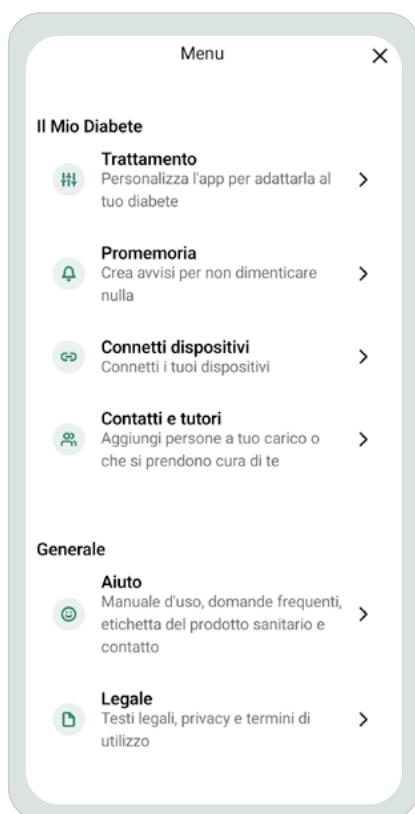 Menu
Il Mio Diabete
Trattamento
Personalizza l'app per adattarla al
tuo diabete
Promemoria
Crea avvisi per non dimenticare
nulla
Connetti dispositivi
Connetti i tuoi dispositivi
Contatti e tutori
Aggiungi persone a tuo carico o
che si prendono cura di te
Generale
Aiuto
Manuale d'uso, domande frequenti,
etichetta del prodotto sanitario e
contatto
Legale
Testi legali, privacy e termini di
utilizzo